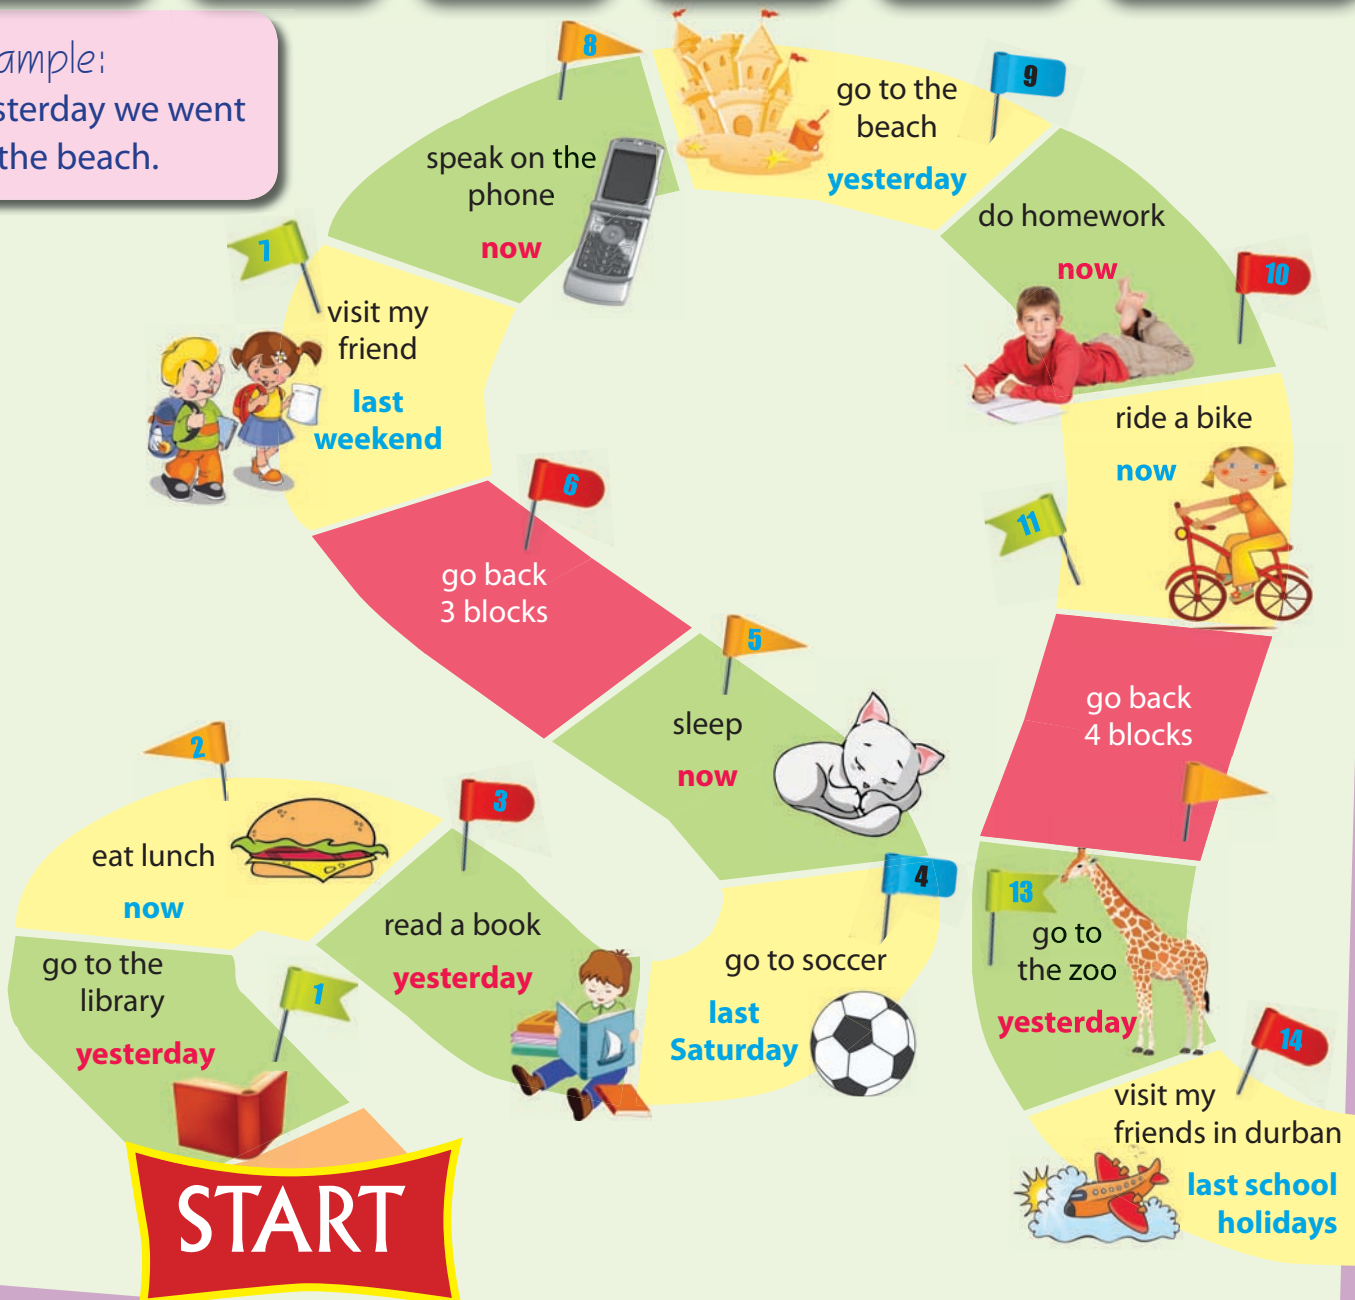 ample:
sterday we went
the beach.
START
1
go to the
library
yesterday
2
eat lunch
now
3
read a book
yesterday
4
go to soccer
last
Saturday
5
sleep
now
6
go back
3 blocks
1
visit my
friend
last
weekend
8
speak on the
phone
now
9
go to the
beach
yesterday
10
do homework
now
11
ride a bike
now
go back
4 blocks
13
go to
the zoo
yesterday
14
visit my
friends in durban
last school
holidays